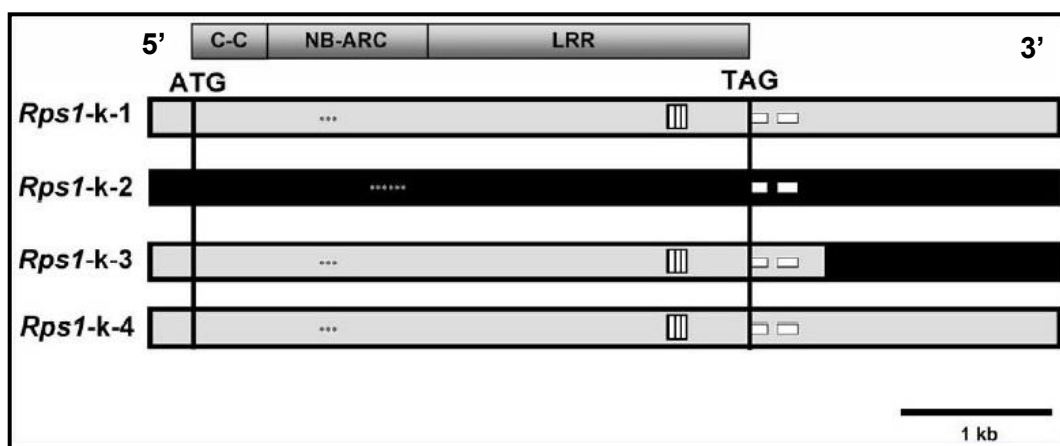 5’ C-C NB-ARC LRR 3’
ATG TAG
Rps1-k-1
Rps1-k-2
Rps1-k-3
Rps1-k-4
1 kb